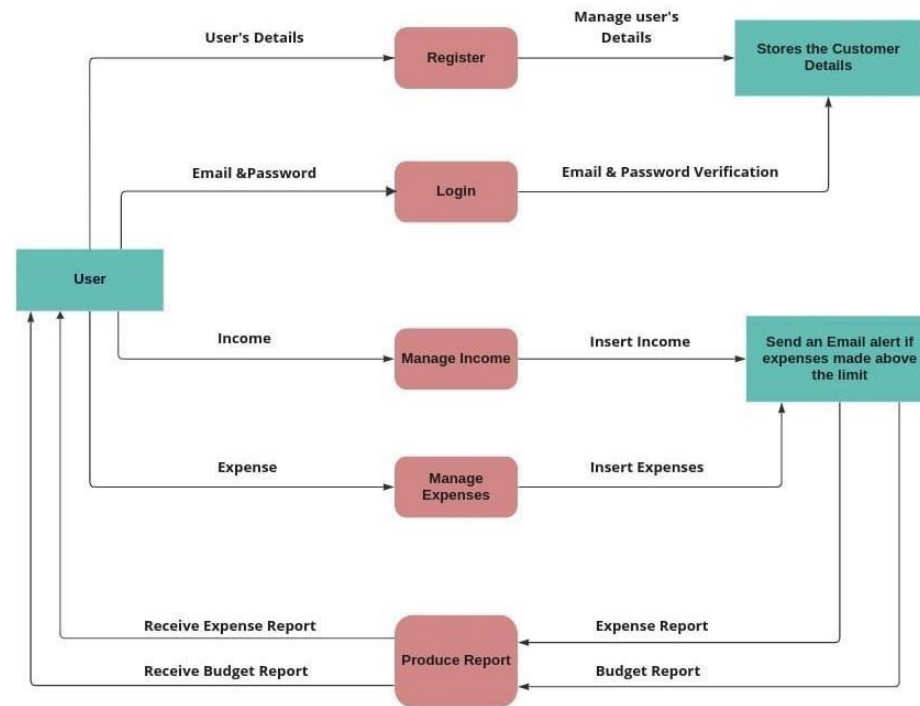 User's Details
Register
Manage user's
Details
Stores the Customer
Details
Email &Password
Login
Email & Password Verification
User
Income
Manage Income
Insert Income
Send an Email alert if
expenses made above
the limit
Expense
Manage
Expenses
Insert Expenses
Receive Expense Report
Expense Report
Produce Report
Receive Budget Report
Budget Report